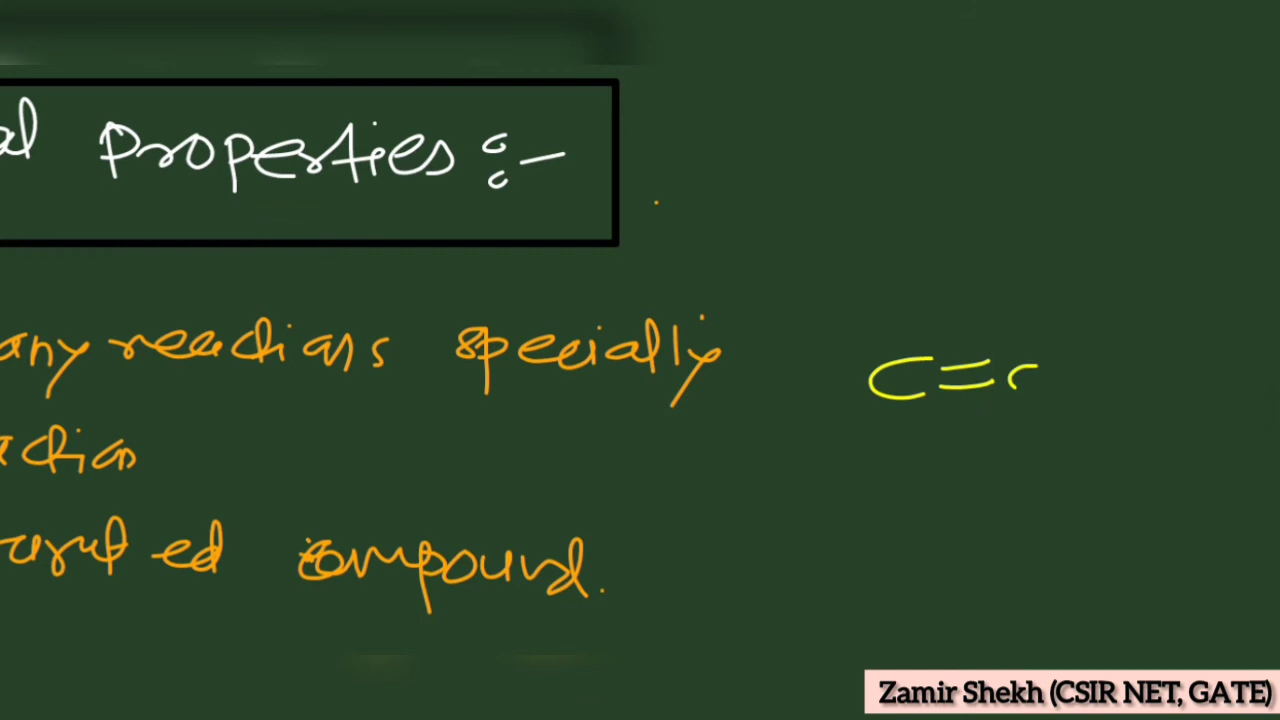 al Properties :-
any reactions specially
C=C
action
urated compound.
Zamir Shekh (CSIR NET, GATE)